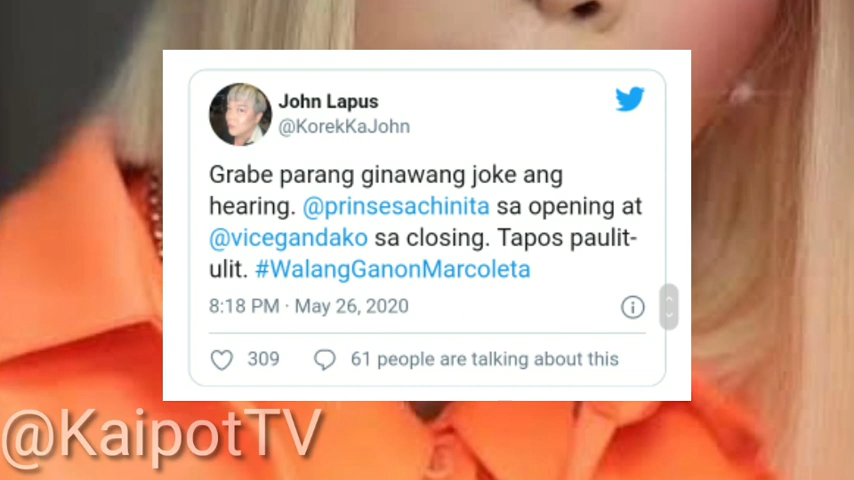 John Lapus
@KorekKaJohn
Grabe parang ginawang joke ang
hearing. @prinsesachinita sa opening at
@vicegandako sa closing. Tapos paulit-
ulit. #WalangGanonMarcoleta
8:18 PM · May 26, 2020
309 61 people are talking about this
@KaipotTV